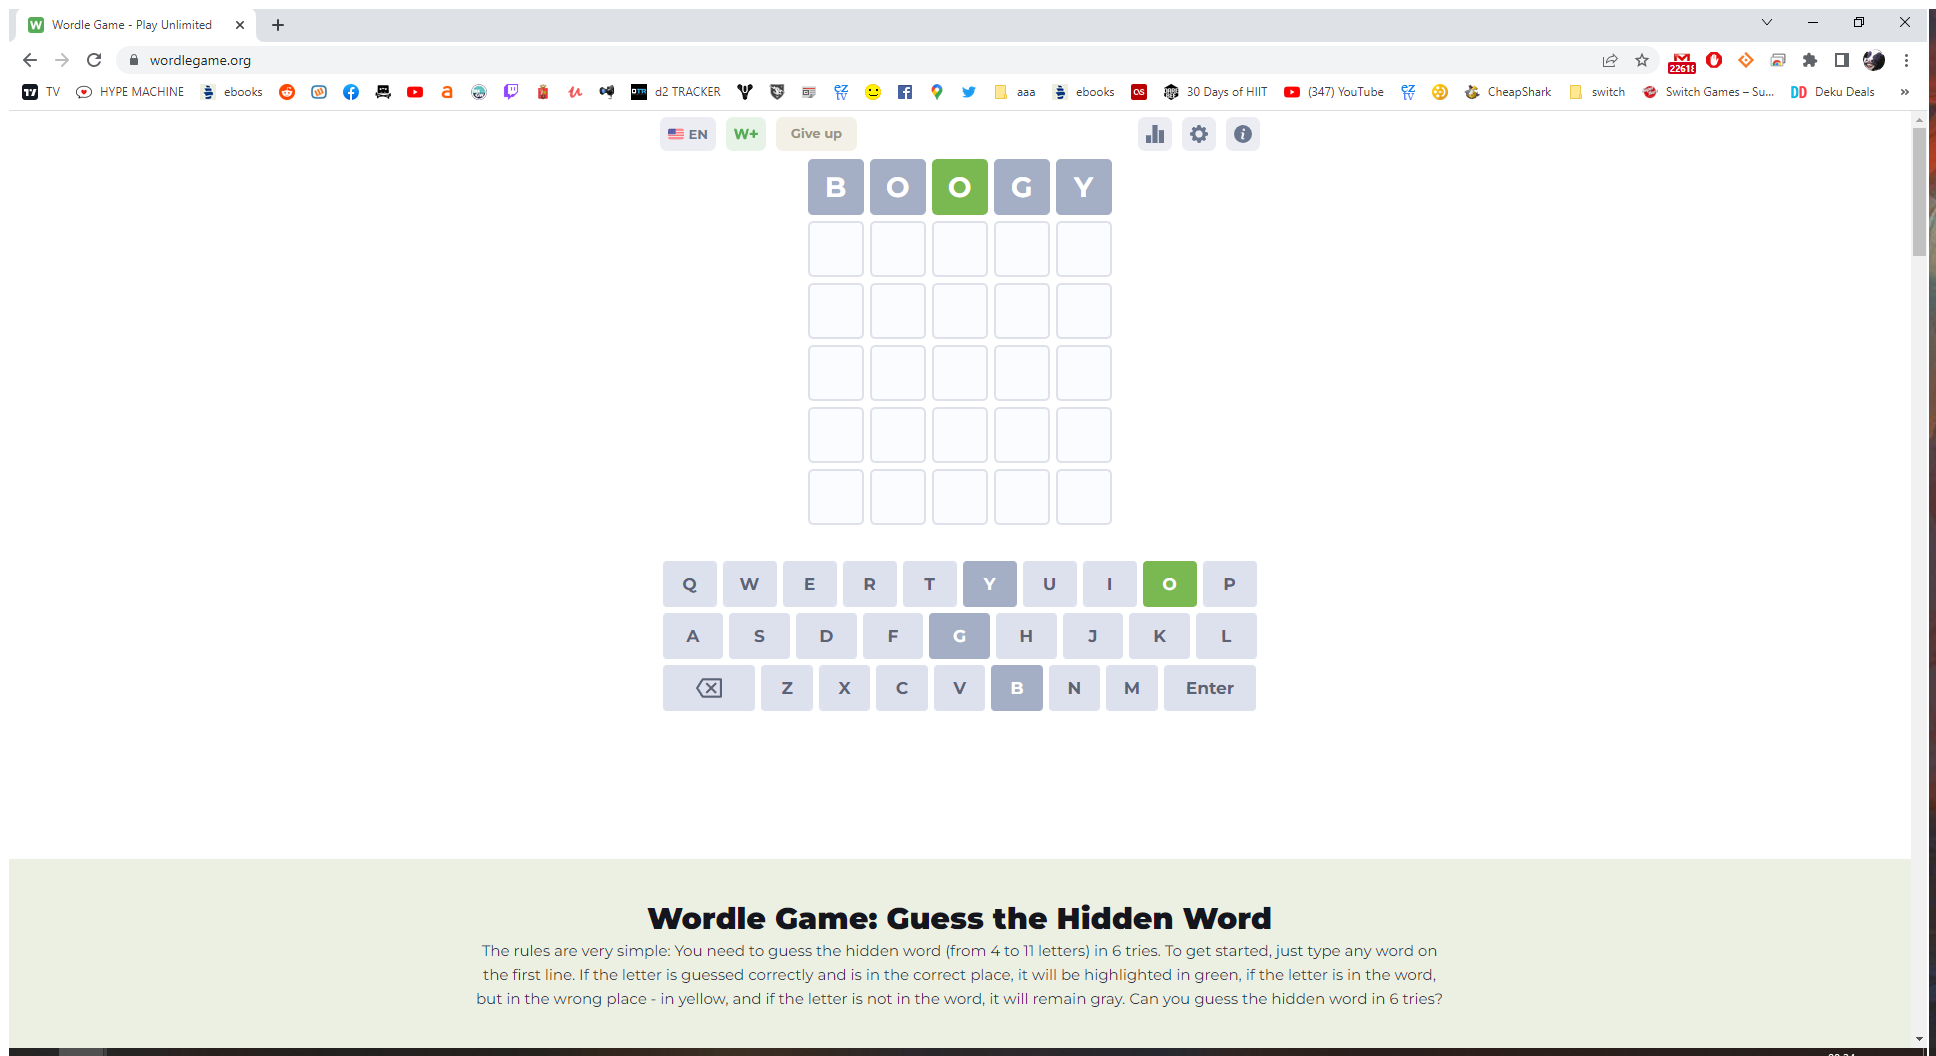 Wordle Game - Play Unlimited
wordlegame.org
22618
TV HYPE MACHINE ebooks d2 TRACKER aaa ebooks 30 Days of HIIT (347) YouTube CheapShark switch Switch Games – Su... Deku Deals »
EN W+ Give up
B O O G Y
Q W E R T Y U I O P
A S D F G H J K L
Z X C V B N M Enter
Wordle Game: Guess the Hidden Word
The rules are very simple: You need to guess the hidden word (from 4 to 11 letters) in 6 tries. To get started, just type any word on
the first line. If the letter is guessed correctly and is in the correct place, it will be highlighted in green, if the letter is in the word,
but in the wrong place - in yellow, and if the letter is not in the word, it will remain gray. Can you guess the hidden word in 6 tries?